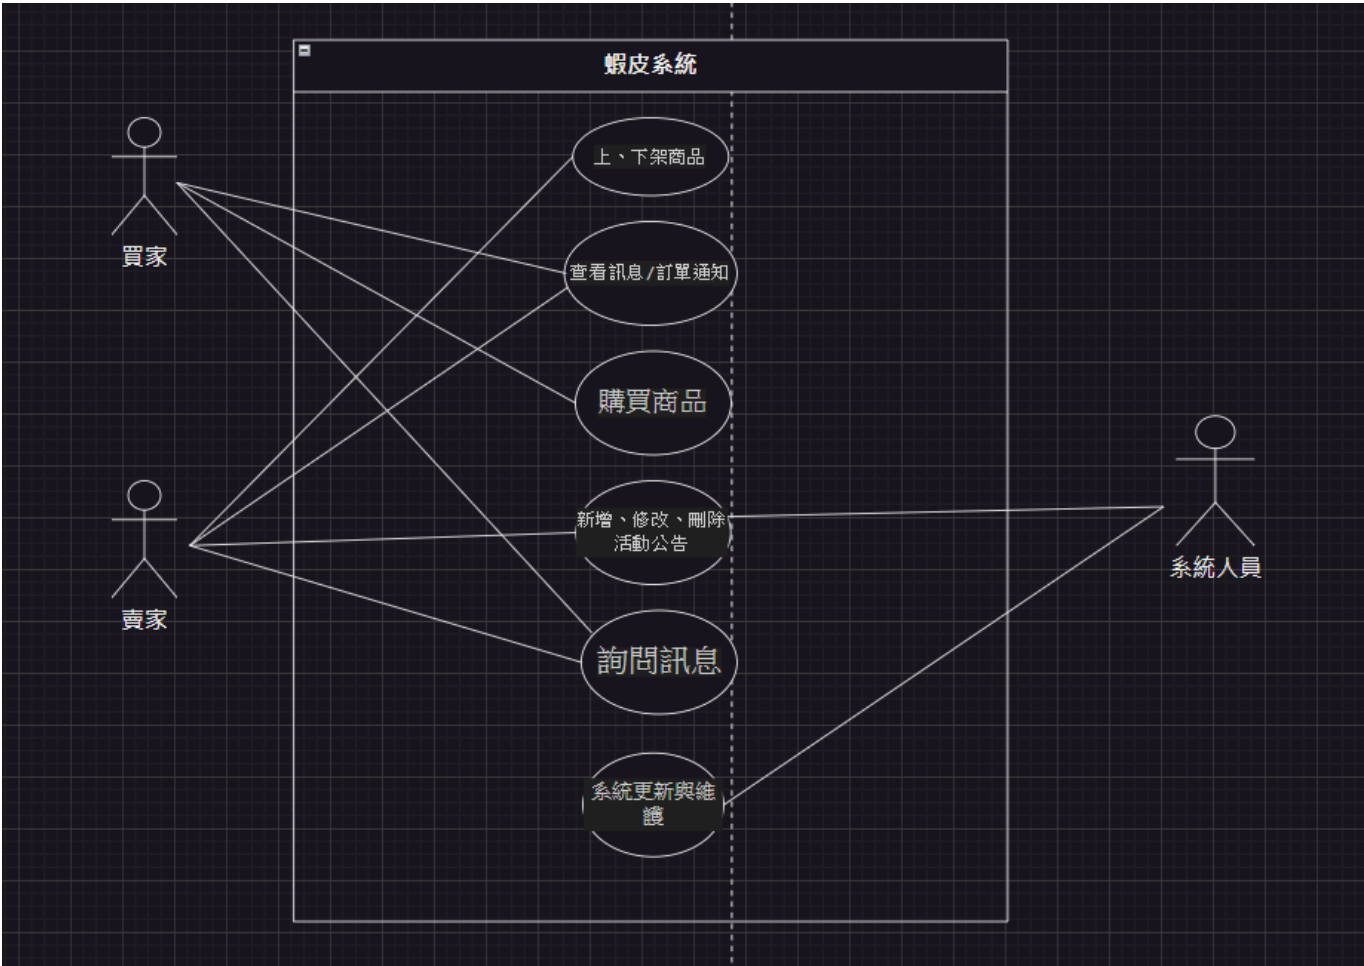 蝦皮系統
上、下架商品
買家
查看訊息/訂單通知
購買商品
新增、修改、刪除
活動公告
系統人員
賣家
詢問訊息
系統更新與維
護